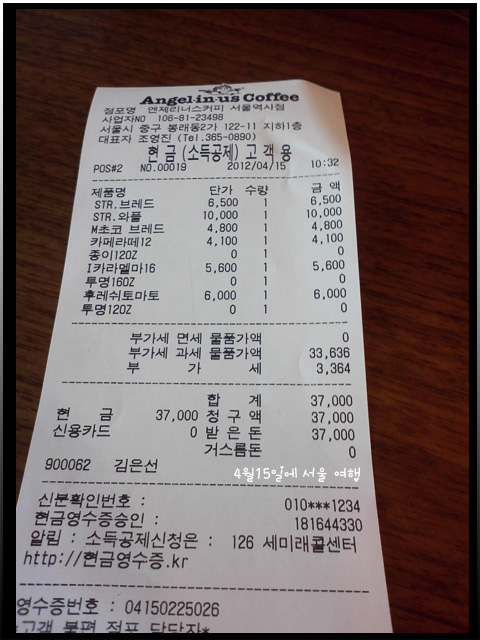 Angel-in-us Coffee
점포명 엔제리너스커피 서울역사점
사업자NO 106-81-23498
서울시 중구 봉래동2가 122-11 지하1층
대표자 조영진 (Tel.365-0890)
현금(소득공제)고객용
POS#2 NO.00019 2012/04/15 10:32
제품명 단가 수량 금액
STR.브레드 6,500 1 6,500
STR.와플 10,000 1 10,000
M초코 브레드 4,800 1 4,800
카페라떼12 4,100 1 4,100
종이12OZ 0 1 0
I카라멜마16 5,600 1 5,600
투명16OZ 0 1 0
후레쉬토마토 6,000 1 6,000
투명12OZ 0 1 0
부가세 면세 물품가액 0
부가세 과세 물품가액 33,636
부 가 세 3,364
합 계 37,000
현 금 37,000 청구액 37,000
신용카드 0 받은돈 37,000
거스름돈 0
900062 김은선
4월15일에 서울 여행
신분확인번호 : 010***1234
현금영수증승인 : 181644330
알림 : 소득공제신청은 : 126 세미래콜센터
http://현금영수증.kr
영수증번호 : 04150225026
*고객 불편 점포 담당자*